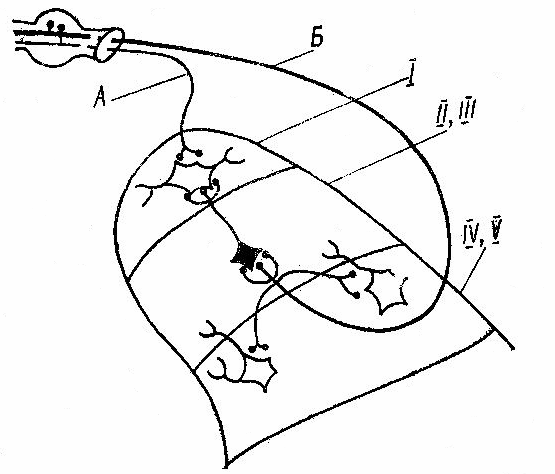 Б
I
А
II, III
IV, V